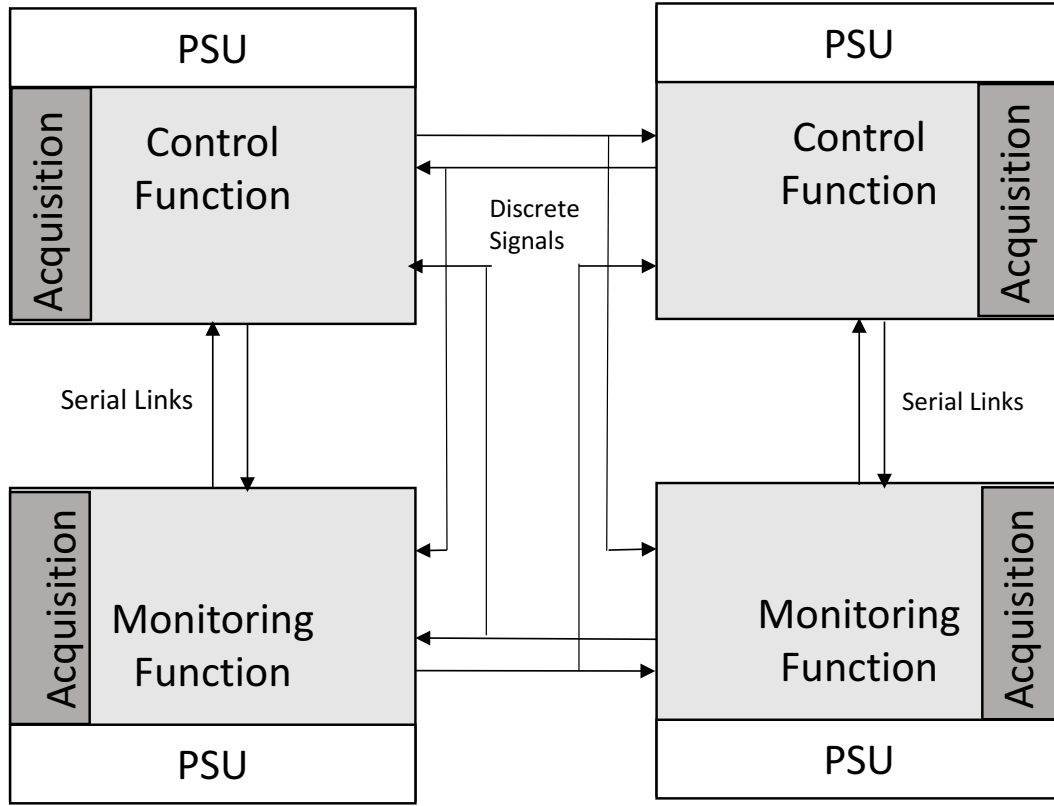 PSU
Acquisition
Control
Function
PSU
Control
Function
Acquisition
Discrete
Signals
Serial Links
Serial Links
Acquisition
Monitoring
Function
PSU
Monitoring
Function
Acquisition
PSU